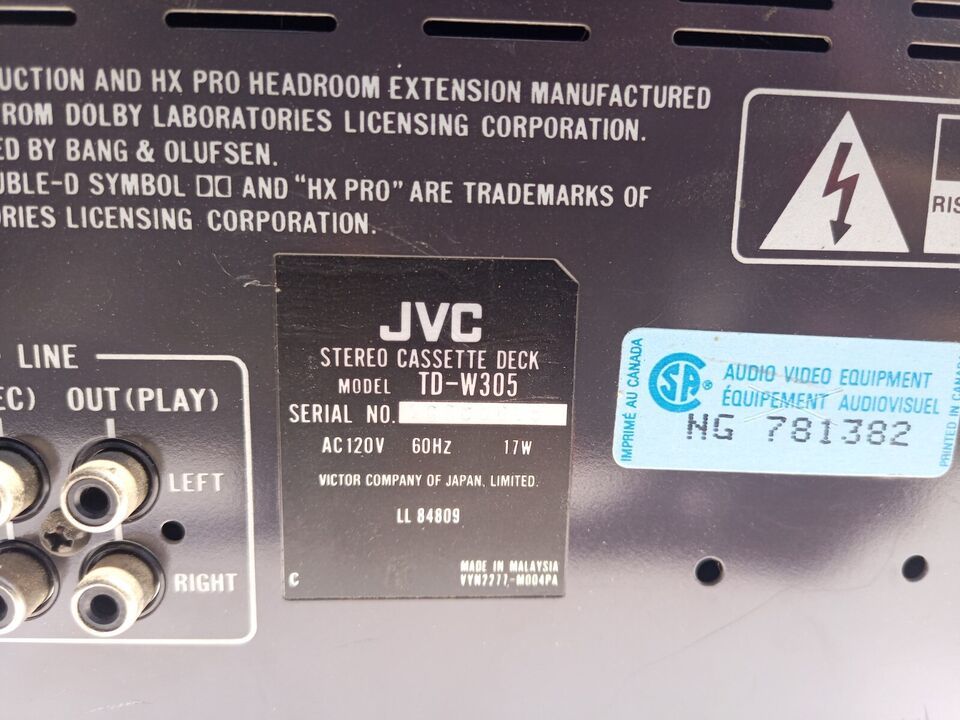 UCTION AND HX PRO HEADROOM EXTENSION MANUFACTURED
ROM DOLBY LABORATORIES LICENSING CORPORATION.
ED BY BANG & OLUFSEN.
UBLE-D SYMBOL AND "HX PRO" ARE TRADEMARKS OF
RIES LICENSING CORPORATION.
RIS
JVC
STEREO CASSETTE DECK
MODEL TD-W305
SERIAL NO.
AC120V 60Hz 17W
VICTOR COMPANY OF JAPAN, LIMITED.
LL 84809
MADE IN MALAYSIA
C VYN2277-M004PA
LINE
EC) OUT (PLAY)
LEFT
RIGHT
IMPRIMÉ AU CANADA
SA ®
AUDIO VIDEO EQUIPMENT
ÉQUIPEMENT AUDIOVISUEL
NG 781382
PRINTED IN CANADA